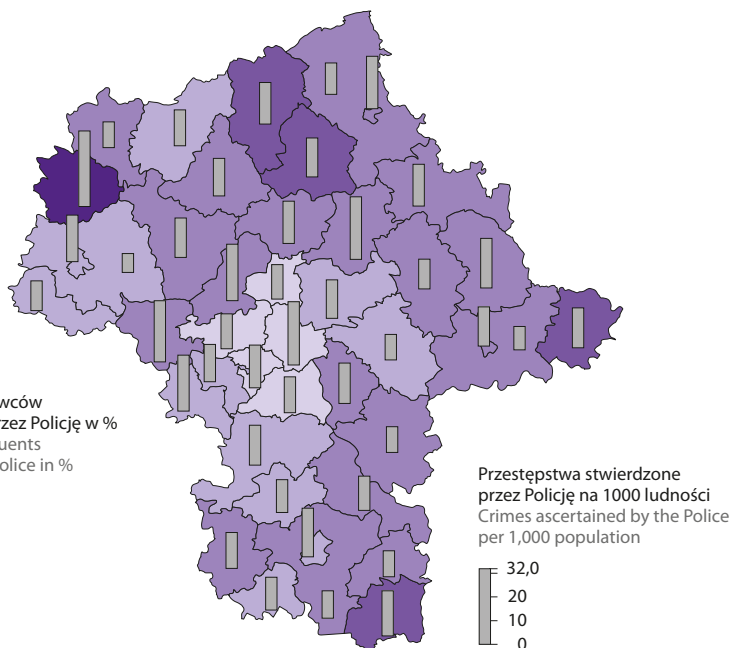 wców
rzez Policję w %
uents
olice in %
Przestępstwa stwierdzone
przez Policję na 1000 ludności
Crimes ascertained by the Police
per 1,000 population
32,0
20
10
0